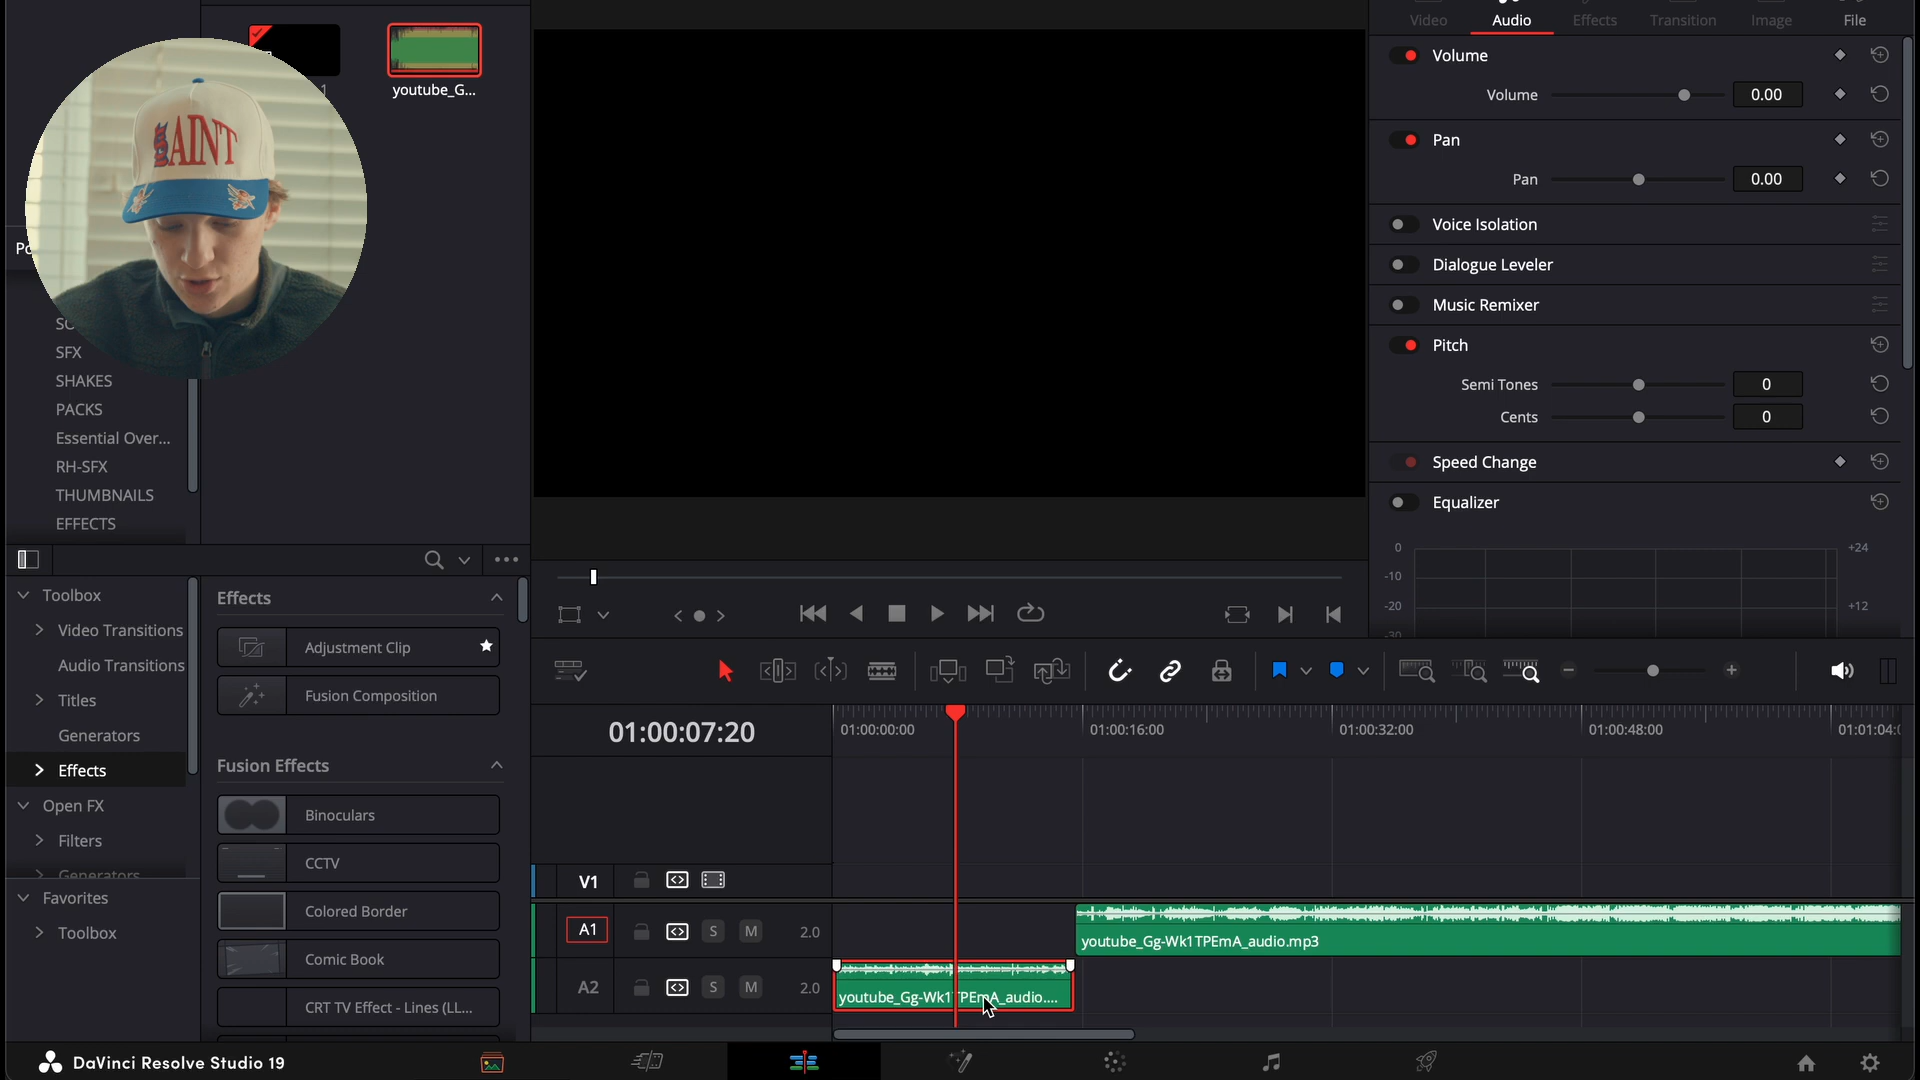 Video
Audio
Effects
Transition
Image
File
youtube_G...
SAINT
Volume
Volume
0.00
Pan
Pan
0.00
Voice Isolation
Dialogue Leveler
Music Remixer
Pitch
Semi Tones
0
Cents
0
Speed Change
Equalizer
0
-10
-20
-30
+24
+12
SFX
SHAKES
PACKS
Essential Over...
RH-SFX
THUMBNAILS
EFFECTS
Toolbox
Video Transitions
Audio Transitions
Titles
Generators
Effects
Open FX
Filters
Generators
Favorites
Toolbox
Effects
Adjustment Clip
Fusion Composition
Fusion Effects
Binoculars
CCTV
Colored Border
Comic Book
CRT TV Effect - Lines (LL...
01:00:07:20
01:00:00:00
01:00:16:00
01:00:32:00
01:00:48:00
01:01:04:0
V1
A1
S
M
2.0
youtube_Gg-Wk1TPEmA_audio.mp3
A2
S
M
2.0
youtube_Gg-Wk1TPEmA_audio....
DaVinci Resolve Studio 19